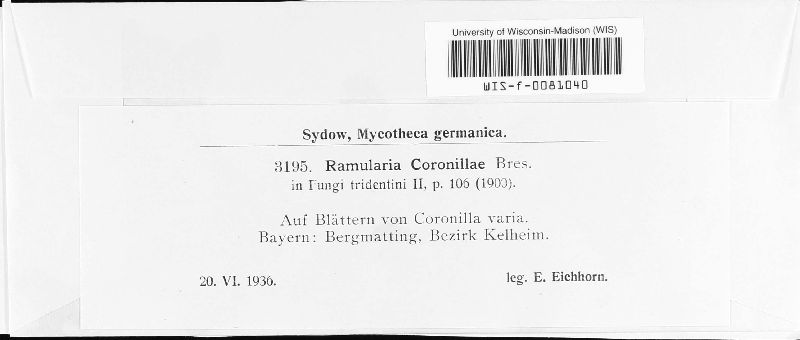 University of Wisconsin-Madison (WIS)
WIS-f-0081040
Sydow, Mycotheca germanica.
3195. Ramularia Coronillae Bres.
in Fungi tridentini II, p. 106 (1900).
Auf Blättern von Coronilla varia.
Bayern: Bergmatting, Bezirk Kelheim.
20. VI. 1936. leg. E. Eichhorn.